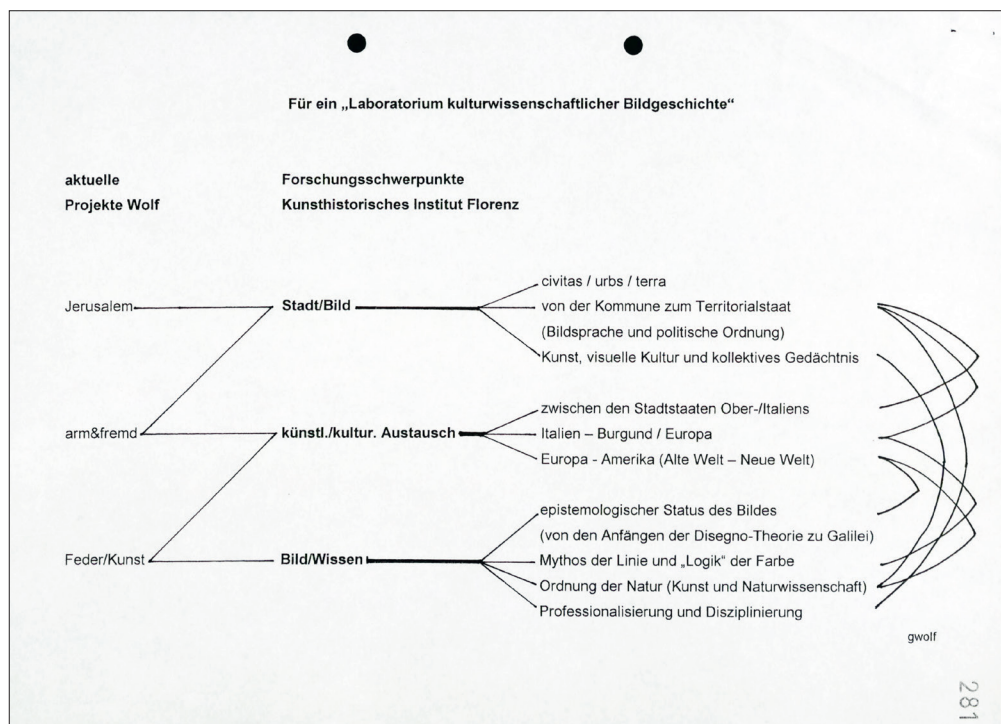 Für ein „Laboratorium kulturwissenschaftlicher Bildgeschichte“
aktuelle
Projekte Wolf
Forschungsschwerpunkte
Kunsthistorisches Institut Florenz
Jerusalem
Stadt/Bild
civitas / urbs / terra
von der Kommune zum Territorialstaat
(Bildsprache und politische Ordnung)
Kunst, visuelle Kultur und kollektives Gedächtnis
arm&fremd
künstl./kultur. Austausch
zwischen den Stadtstaaten Ober-/Italiens
Italien – Burgund / Europa
Europa - Amerika (Alte Welt – Neue Welt)
Feder/Kunst
Bild/Wissen
epistemologischer Status des Bildes
(von den Anfängen der Disegno-Theorie zu Galilei)
Mythos der Linie und „Logik“ der Farbe
Ordnung der Natur (Kunst und Naturwissenschaft)
Professionalisierung und Disziplinierung
gwolf
281